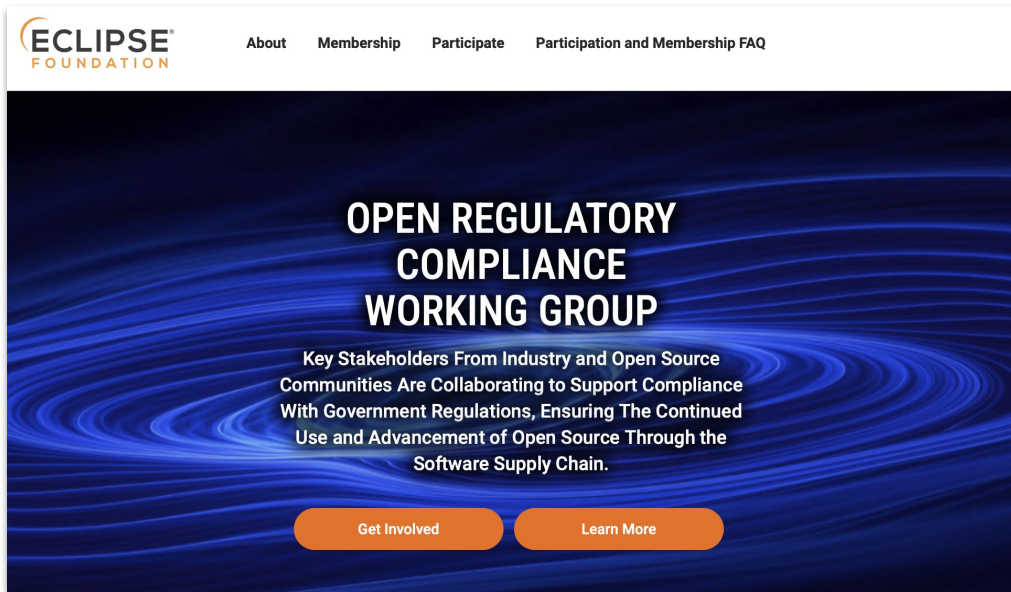 ECLIPSE®
FOUNDATION
About Membership Participate Participation and Membership FAQ
OPEN REGULATORY
COMPLIANCE
WORKING GROUP
Key Stakeholders From Industry and Open Source
Communities Are Collaborating to Support Compliance
With Government Regulations, Ensuring The Continued
Use and Advancement of Open Source Through the
Software Supply Chain.
Get Involved Learn More